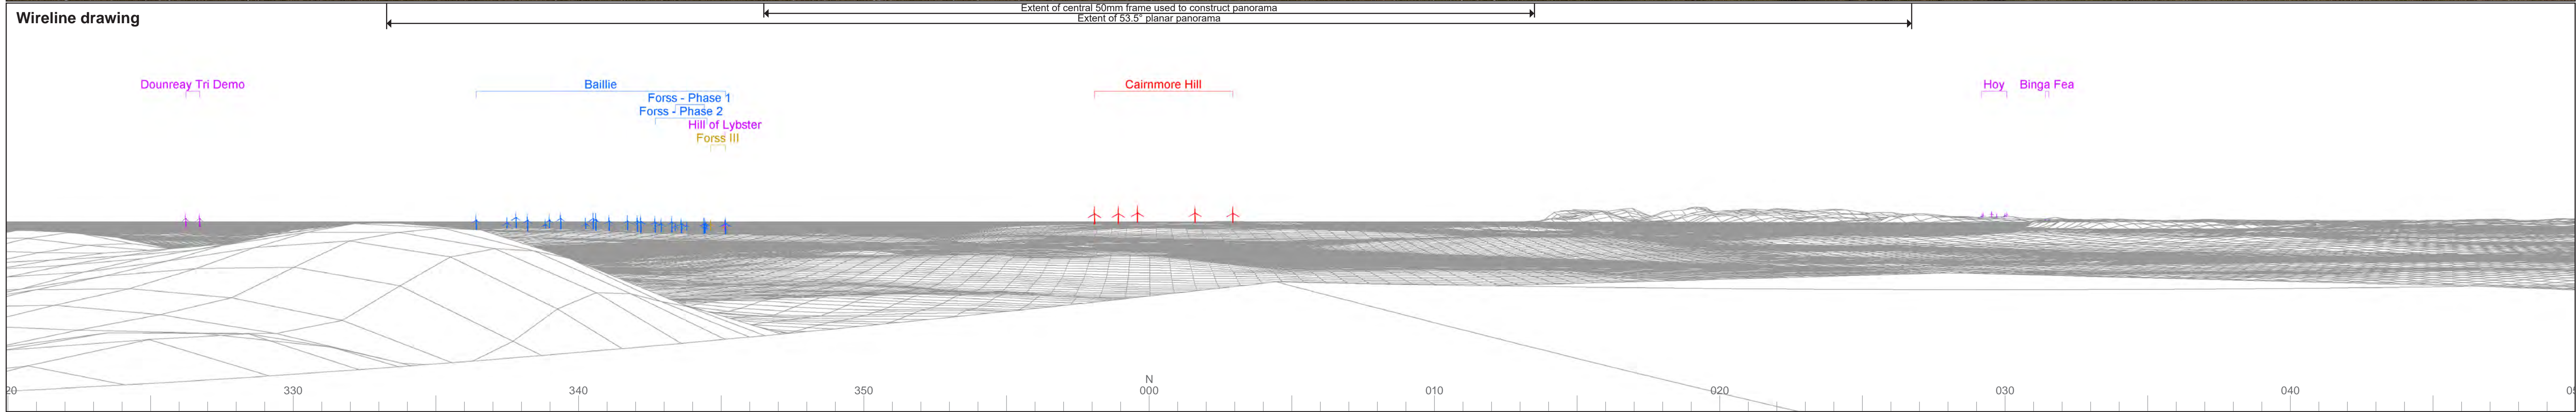 Wireline drawing
Extent of central 50mm frame used to construct panorama
Extent of 53.5° planar panorama
Dounreay Tri Demo
Baillie
Cairnmore Hill
Hoy
Binga Fea
Forss - Phase 1
Forss - Phase 2
Hill of Lybster
Forss III
N
20 330 340 350 000 010 020 030 040 05